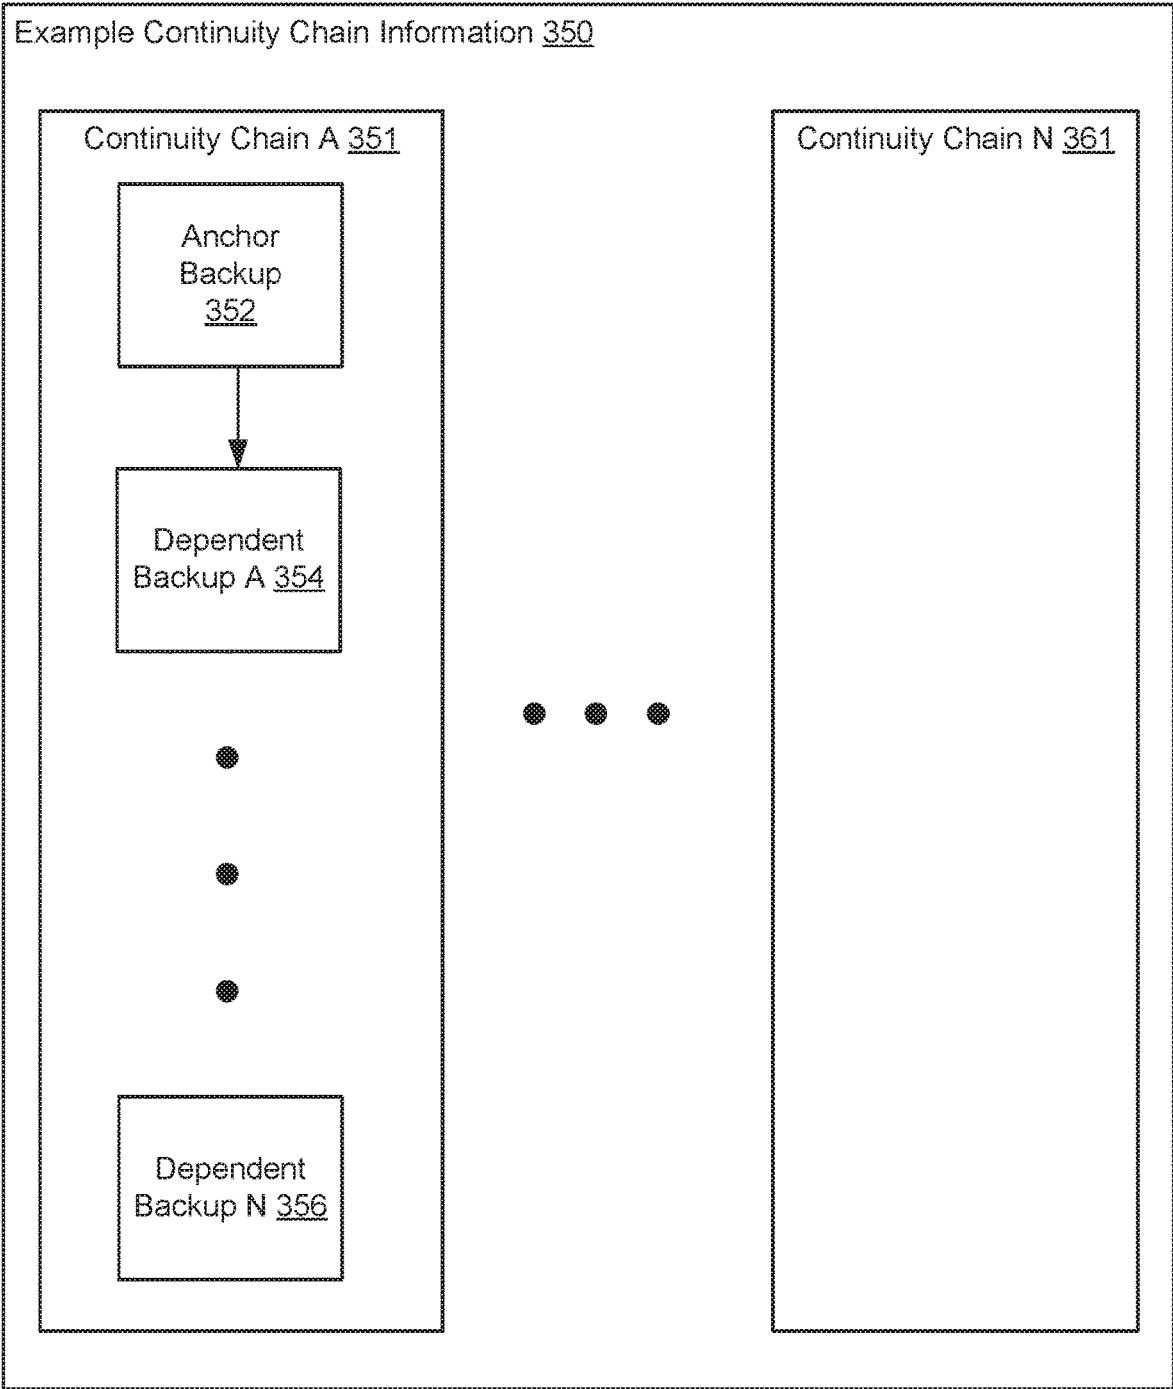 Example Continuity Chain Information 350
Continuity Chain A 351
Anchor
Backup
352
Dependent
Backup A 354
Dependent
Backup N 356
Continuity Chain N 361